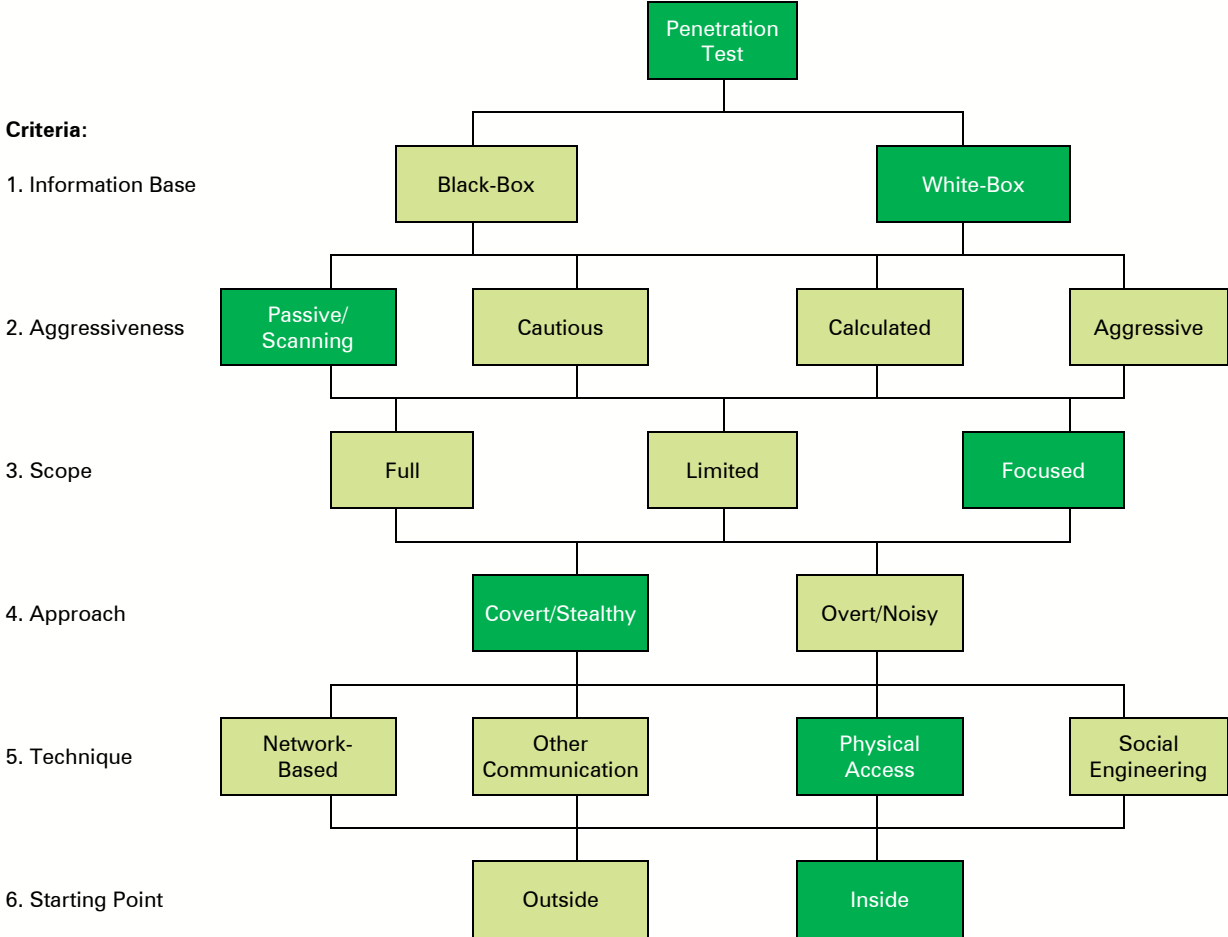 Penetration
Test
Criteria:
1. Information Base
Black-Box
White-Box
2. Aggressiveness
Passive/
Scanning
Cautious
Calculated
Aggressive
3. Scope
Full
Limited
Focused
4. Approach
Covert/Stealthy
Overt/Noisy
5. Technique
Network-
Based
Other
Communication
Physical
Access
Social
Engineering
6. Starting Point
Outside
Inside